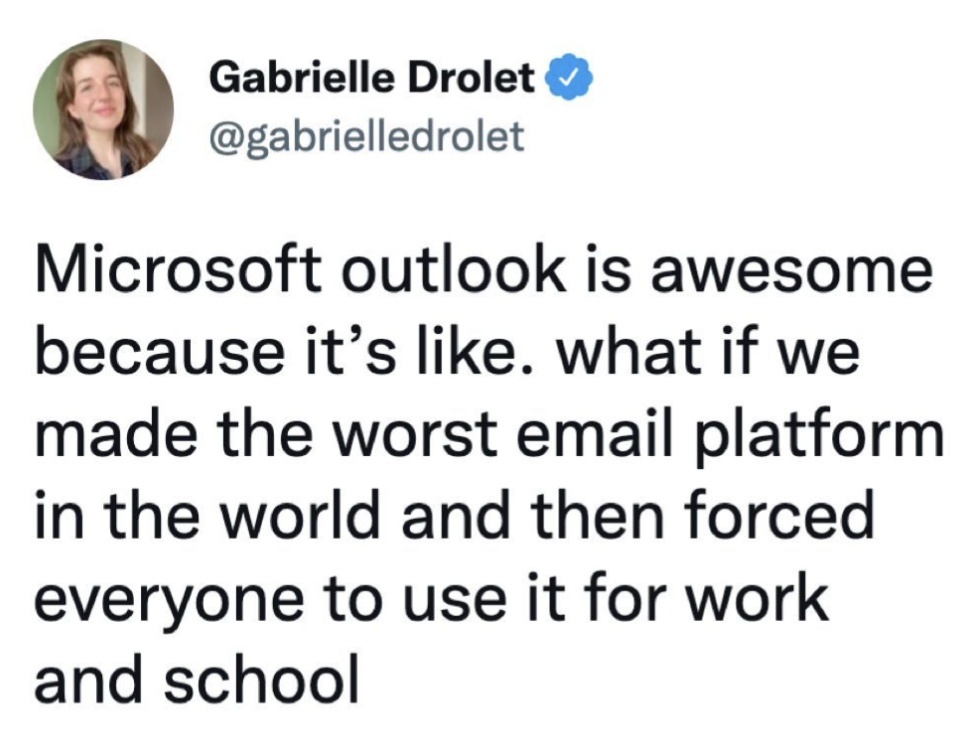 Gabrielle Drolet
@gabrielledrolet
Microsoft outlook is awesome
because it’s like. what if we
made the worst email platform
in the world and then forced
everyone to use it for work
and school